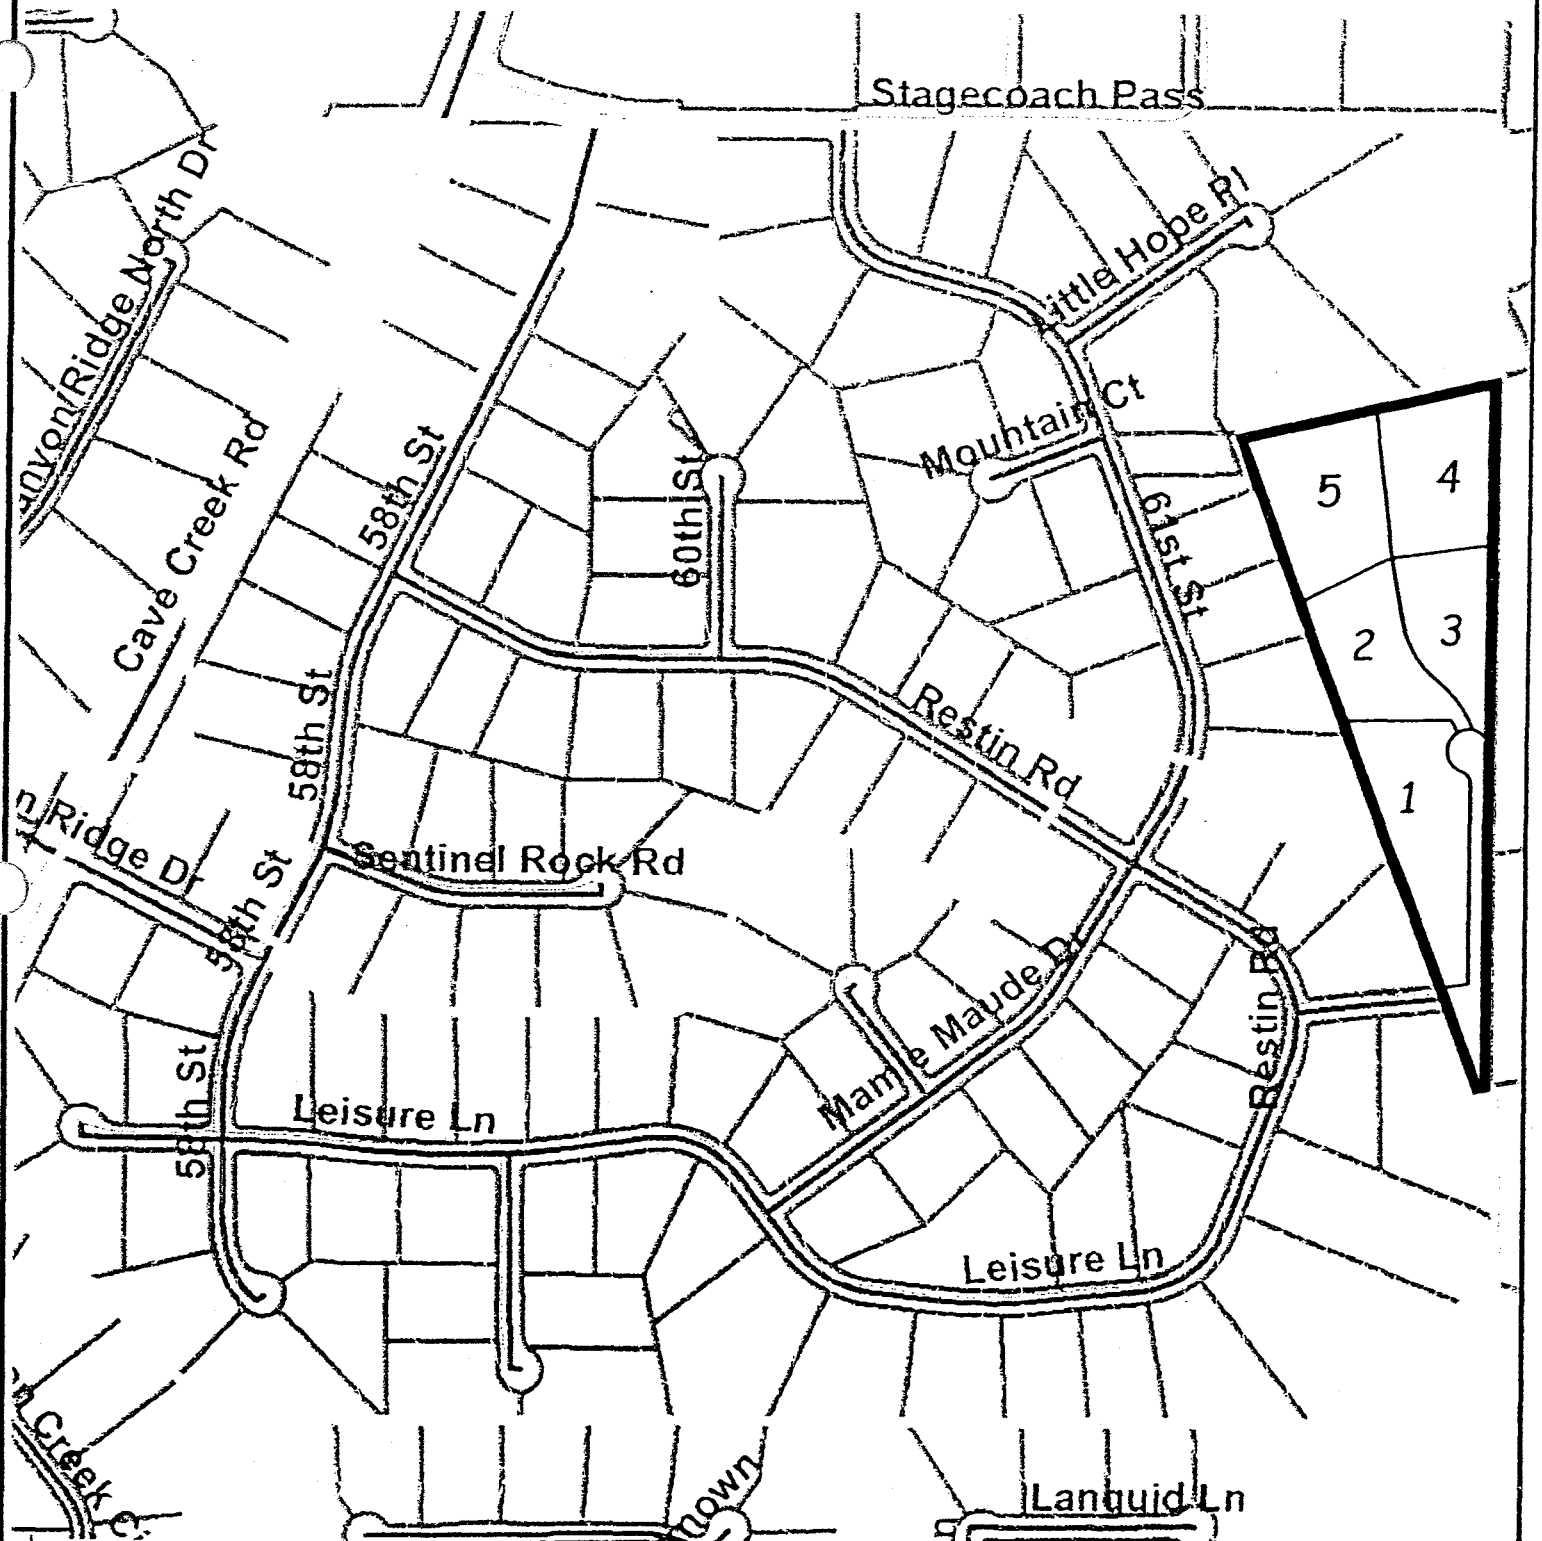 Stagecoach Pass
North Dr
Little Hope Pl
Ridge
Mountain Ct
Cave Creek Rd
58th St
60th St
61st St
5
4
2
3
1
58th St
Restin Rd
Ridge Dr
Sentinel Rock Rd
58th St
Mamie Maude Dr
Restin Rd
58th St
Leisure Ln
Leisure Ln
Creek
Languid Ln